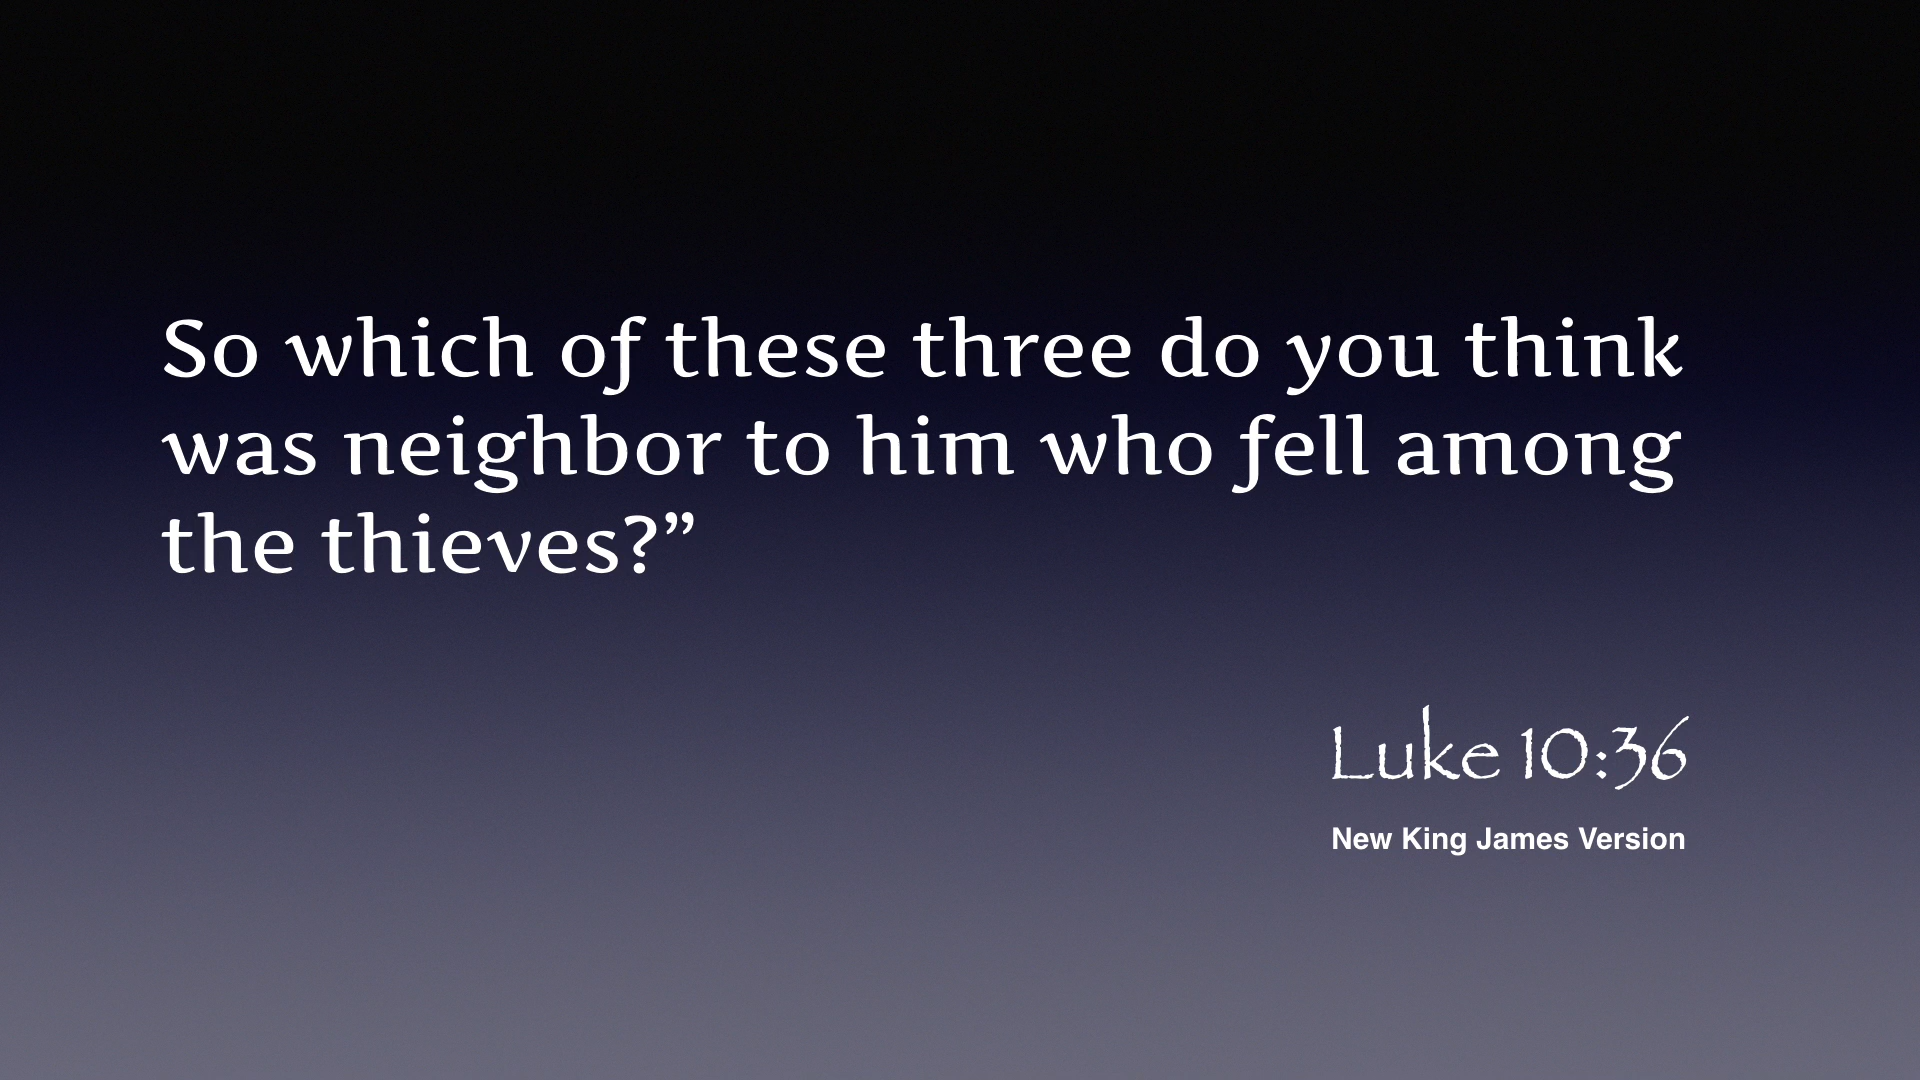 So which of these three do you think
was neighbor to him who fell among
the thieves?”
Luke 10:36
New King James Version